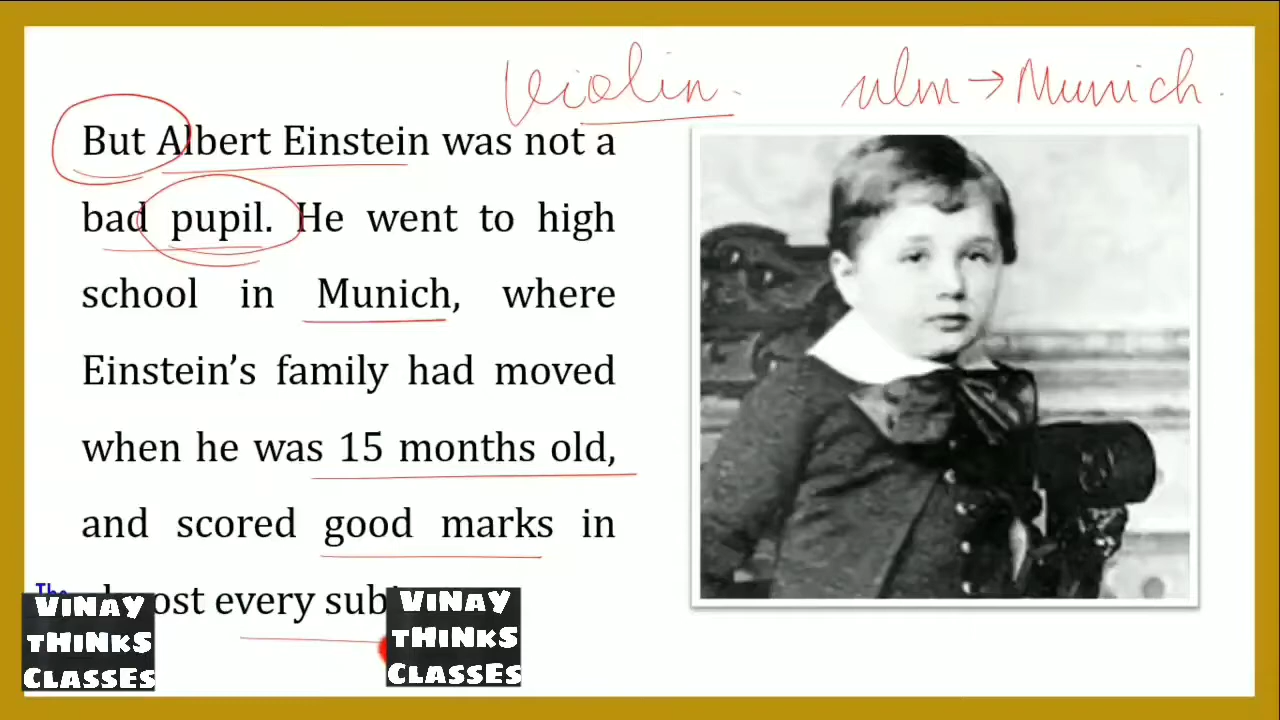 violin.
ulm → Munich.
But Albert Einstein was not a
bad pupil. He went to high
school in Munich, where
Einstein’s family had moved
when he was 15 months old,
and scored good marks in
every
The
VINAY
THINKS
CLASSES
VINAY
THINKS
CLASSES